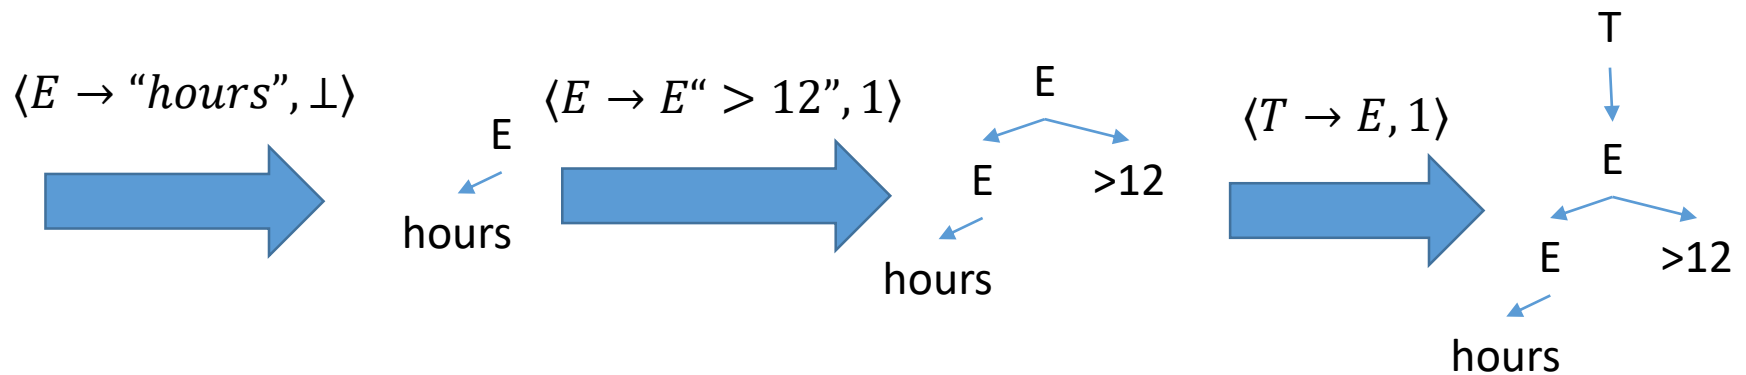 ⟨E → “hours”, ⊥⟩
E
hours
⟨E → E“ > 12”, 1⟩
E
E >12
hours
⟨T → E, 1⟩
T
E
E >12
hours